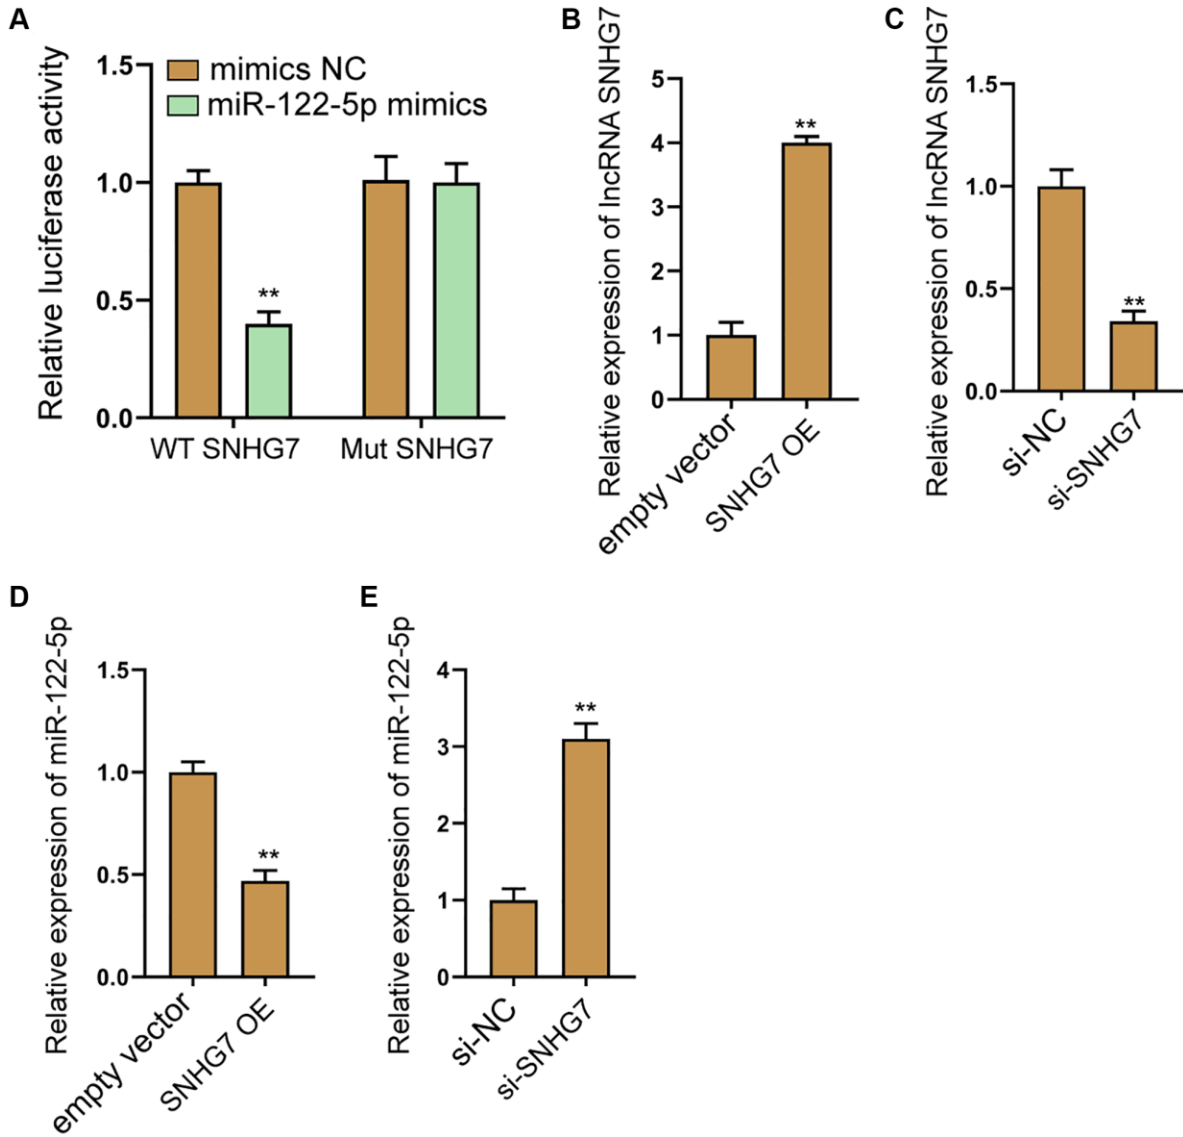 A
Relative luciferase activity
1.5
1.0
0.5
0.0
mimics NC
miR-122-5p mimics
**
WT SNHG7
Mut SNHG7
B
Relative expression of lncRNA SNHG7
5
4
3
2
1
0
**
empty vector
SNHG7 OE
C
Relative expression of lncRNA SNHG7
1.5
1.0
0.5
0.0
**
si-NC
si-SNHG7
D
Relative expression of miR-122-5p
1.5
1.0
0.5
0.0
**
empty vector
SNHG7 OE
E
Relative expression of miR-122-5p
4
3
2
1
0
**
si-NC
si-SNHG7